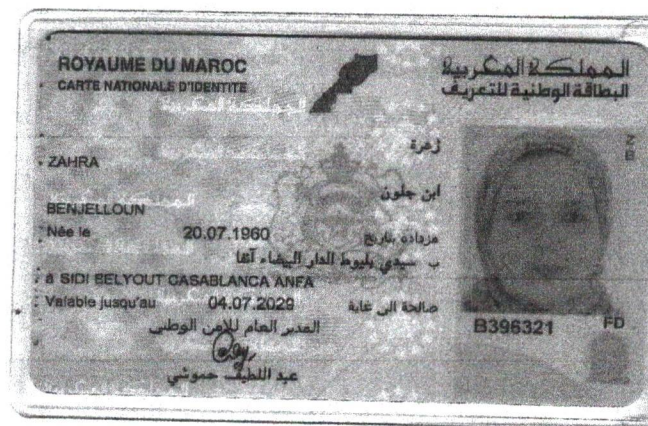 ROYAUME DU MAROC
المملكة المغربية
CARTE NATIONALE D'IDENTITE
البطاقة الوطنية للتعريف
زهرة
ZAHRA
ابن جلون
BENJELLOUN
Née le 20.07.1960 مزدادة بتاريخ
ب سيدي بليوط الدار البيضاء آنفا
à SIDI BELYOUT CASABLANCA ANFA
Valable jusqu'au 04.07.2029 صالحة الى غاية
المدير العام للأمن الوطني
عبد اللطيف حموشي
B396321
FD